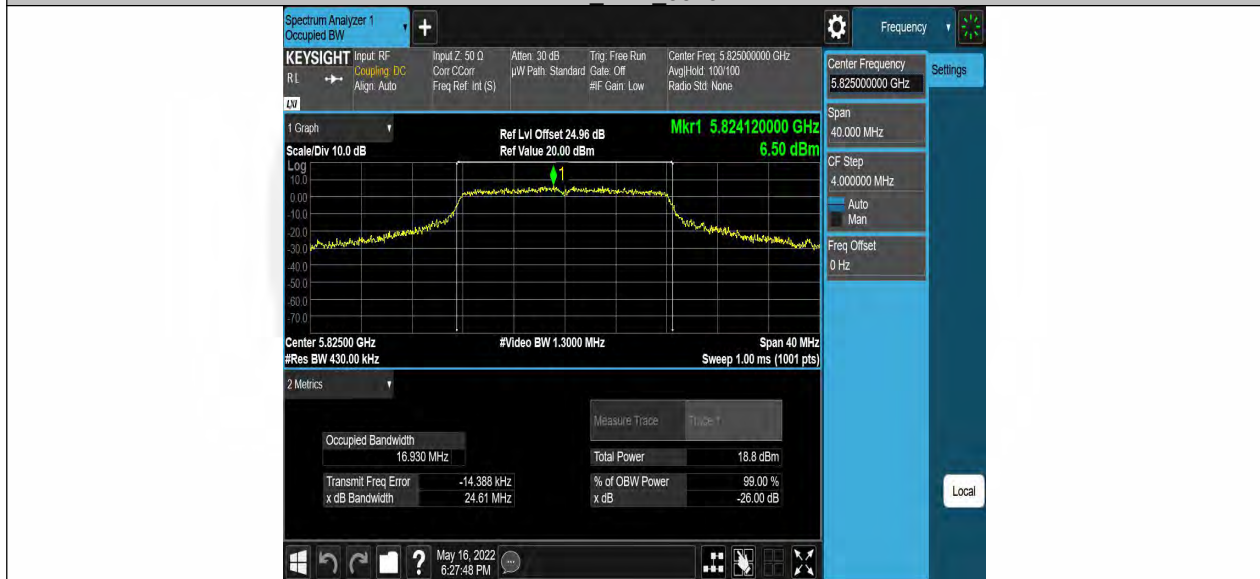 Spectrum Analyzer 1
Occupied BW
+
Frequency
KEYSIGHT
RL
LXI
Input: RF
Coupling: DC
Align: Auto
Input Z: 50 Ω
Corr CCorr
Freq Ref: Int (S)
Atten: 30 dB
µW Path: Standard
Trig: Free Run
Gate: Off
#IF Gain: Low
Center Freq: 5.825000000 GHz
Avg|Hold: 100/100
Radio Std: None
Center Frequency
5.825000000 GHz
Settings
Span
40.000 MHz
CF Step
4.000000 MHz
Auto
Man
Freq Offset
0 Hz
1 Graph
Scale/Div 10.0 dB
Ref Lvl Offset 24.96 dB
Ref Value 20.00 dBm
Mkr1 5.824120000 GHz
6.50 dBm
Log
10.0
0.00
-10.0
-20.0
-30.0
-40.0
-50.0
-60.0
-70.0
1
Center 5.82500 GHz
#Res BW 430.00 kHz
#Video BW 1.3000 MHz
Span 40 MHz
Sweep 1.00 ms (1001 pts)
2 Metrics
Measure Trace
Trace 1
Occupied Bandwidth
16.930 MHz
Total Power 18.8 dBm
Transmit Freq Error -14.388 kHz
x dB Bandwidth 24.61 MHz
% of OBW Power 99.00 %
x dB -26.00 dB
Local
?
May 16, 2022
6:27:48 PM